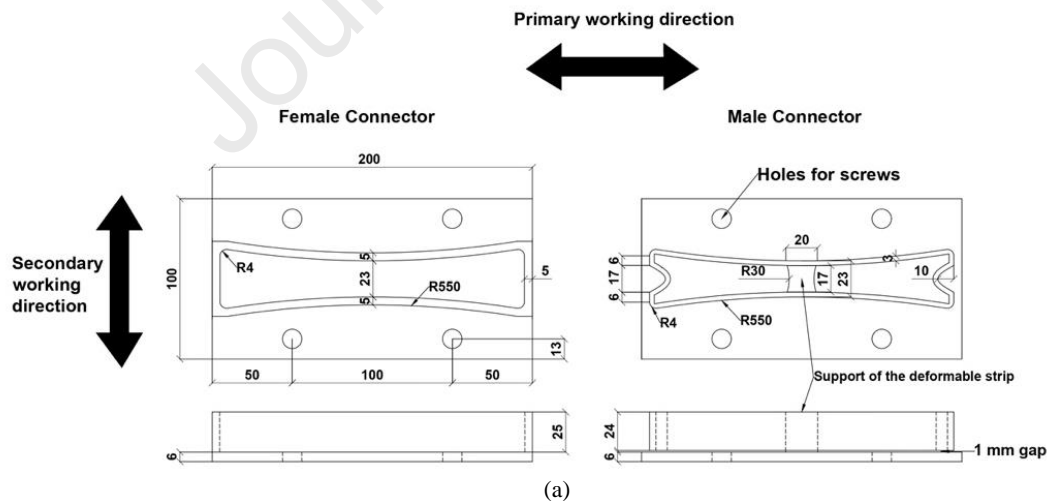 Jour
Primary working direction
Female Connector
Male Connector
200
Holes for screws
20
Secondary
working
direction
100
R4
5
23
5
R550
5
13
50
100
50
6
17
6
R4
R30
17
23
3
10
R550
Support of the deformable strip
25
6
24
6
1 mm gap
(a)